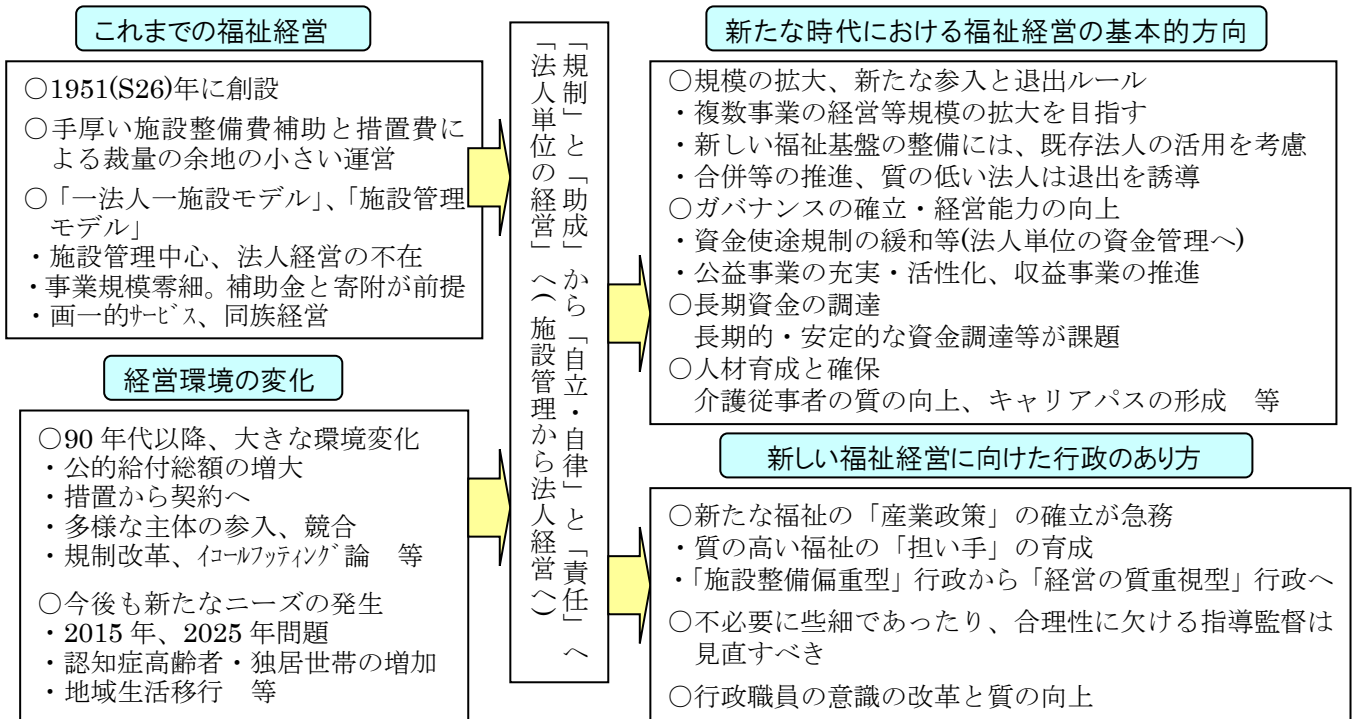 これまでの福祉経営
○1951(S26)年に創設
○手厚い施設整備費補助と措置費に
よる裁量の余地の小さい運営
○「一法人一施設モデル」、「施設管理
モデル」
・施設管理中心、法人経営の不在
・事業規模零細。補助金と寄附が前提
・画一的ｻｰﾋﾞｽ、同族経営
経営環境の変化
○90 年代以降、大きな環境変化
・公的給付総額の増大
・措置から契約へ
・多様な主体の参入、競合
・規制改革、ｲｺｰﾙﾌｯﾃｨﾝｸﾞ論　等
○今後も新たなニーズの発生
・2015 年、2025 年問題
・認知症高齢者・独居世帯の増加
・地域生活移行　等
「規制」と「助成」から「自立・自律」と「責任」へ
「法人単位の経営」へ（施設管理から法人経営へ）
新たな時代における福祉経営の基本的方向
○規模の拡大、新たな参入と退出ルール
・複数事業の経営等規模の拡大を目指す
・新しい福祉基盤の整備には、既存法人の活用を考慮
・合併等の推進、質の低い法人は退出を誘導
○ガバナンスの確立・経営能力の向上
・資金使途規制の緩和等(法人単位の資金管理へ)
・公益事業の充実・活性化、収益事業の推進
○長期資金の調達
長期的・安定的な資金調達等が課題
○人材育成と確保
介護従事者の質の向上、キャリアパスの形成　等
新しい福祉経営に向けた行政のあり方
○新たな福祉の「産業政策」の確立が急務
・質の高い福祉の「担い手」の育成
・「施設整備偏重型」行政から「経営の質重視型」行政へ
○不必要に些細であったり、合理性に欠ける指導監督は
見直すべき
○行政職員の意識の改革と質の向上